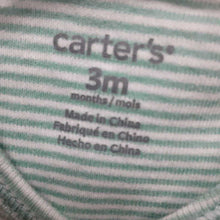 carter's®
3m
months / mois
Made in China
Fabriqué en Chine
Hecho en China